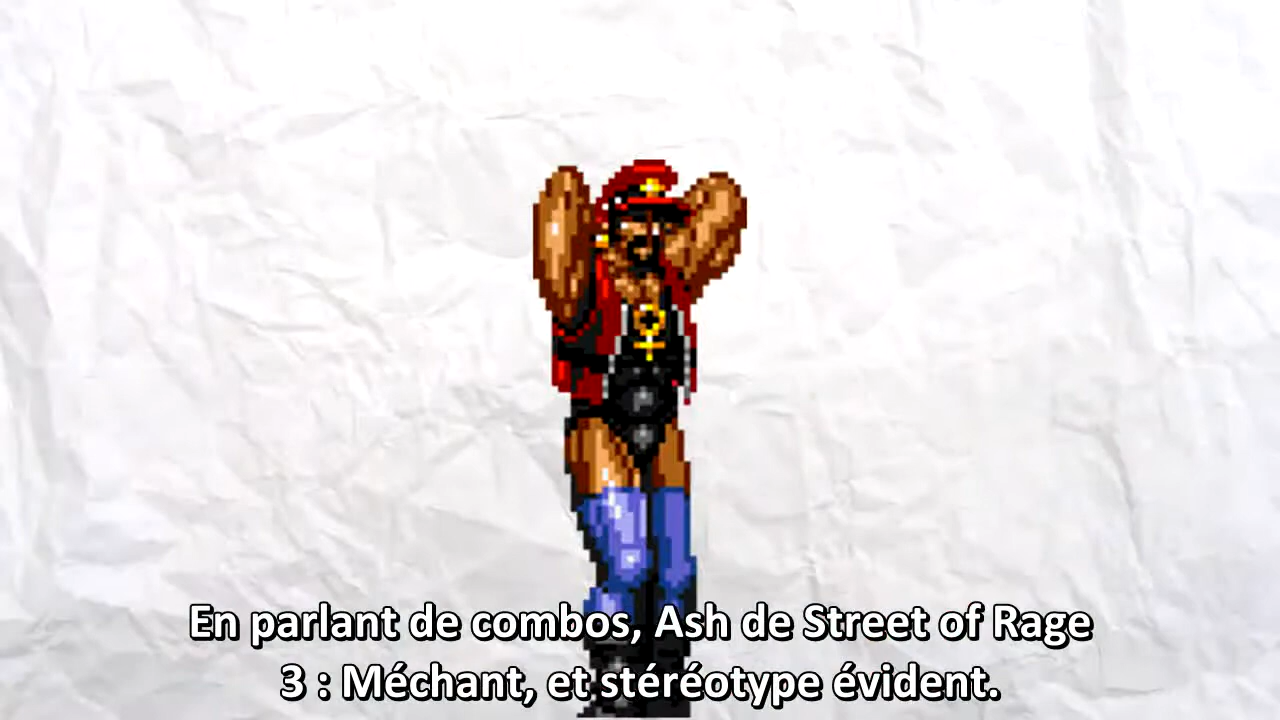 En parlant de combos, Ash de Street of Rage
3 : Méchant, et stéréotype évident.